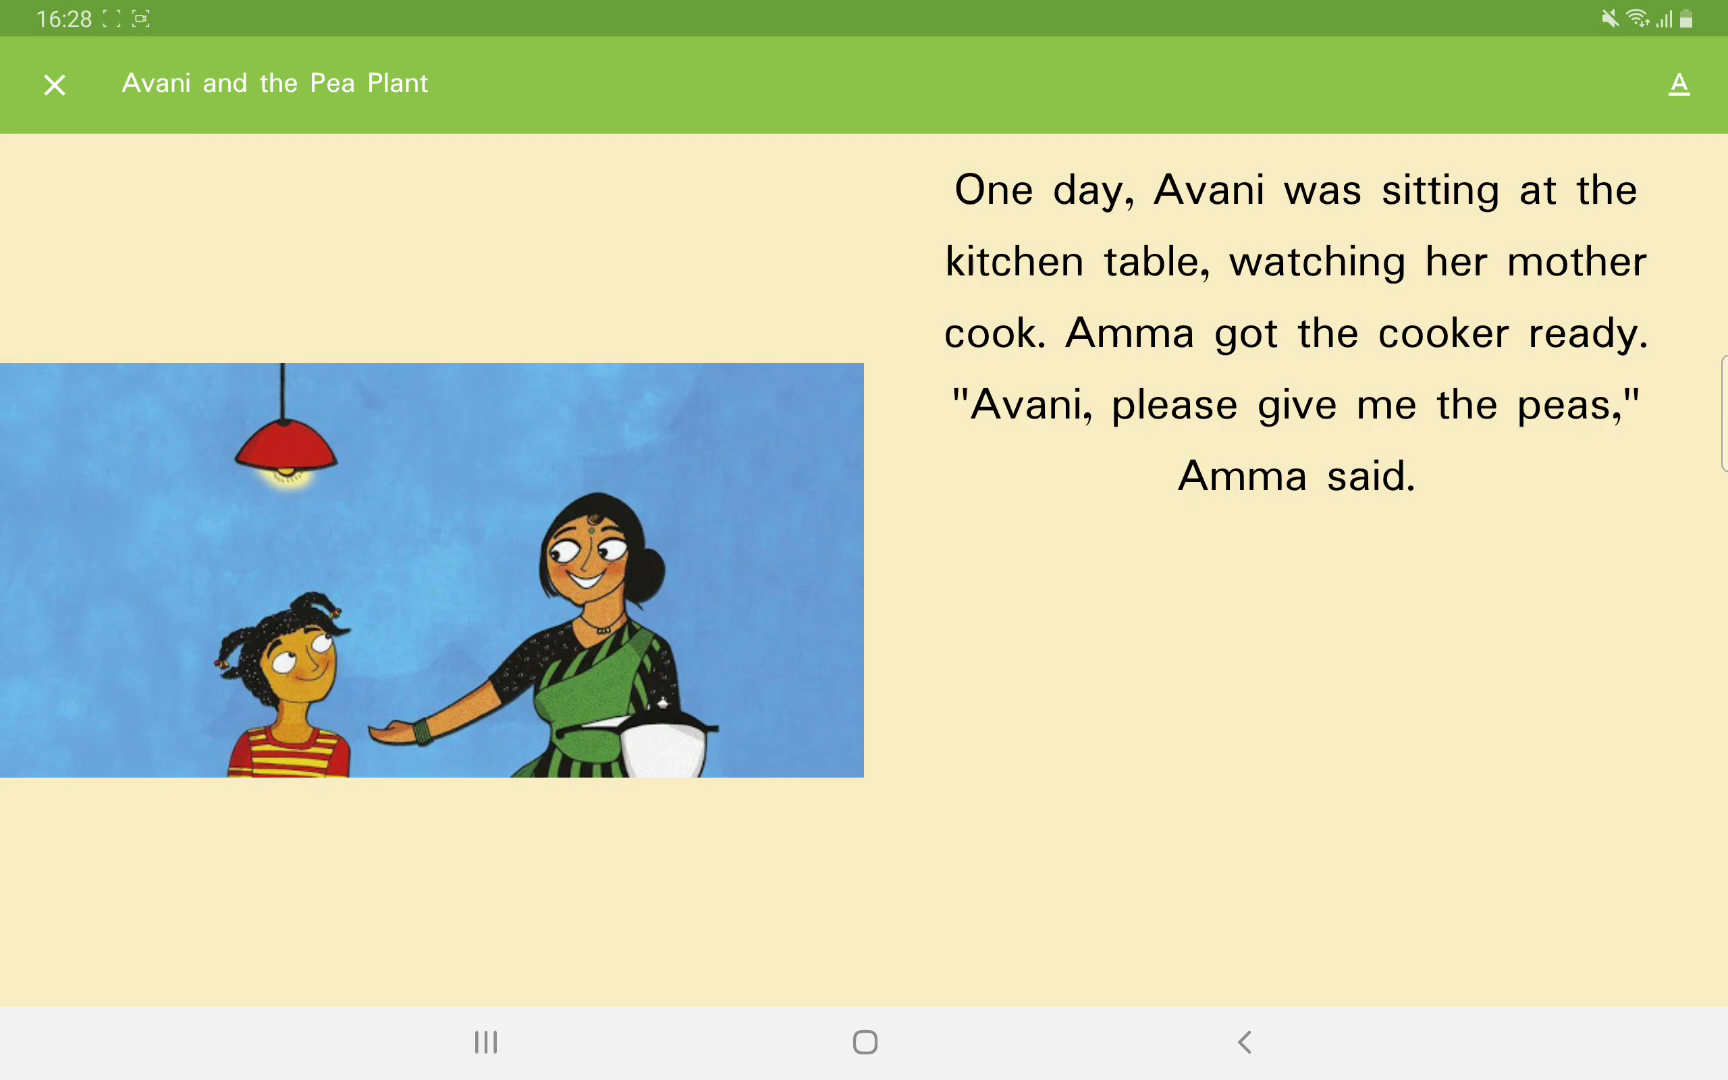 16:28
Avani and the Pea Plant
A
One day, Avani was sitting at the
kitchen table, watching her mother
cook. Amma got the cooker ready.
"Avani, please give me the peas,"
Amma said.